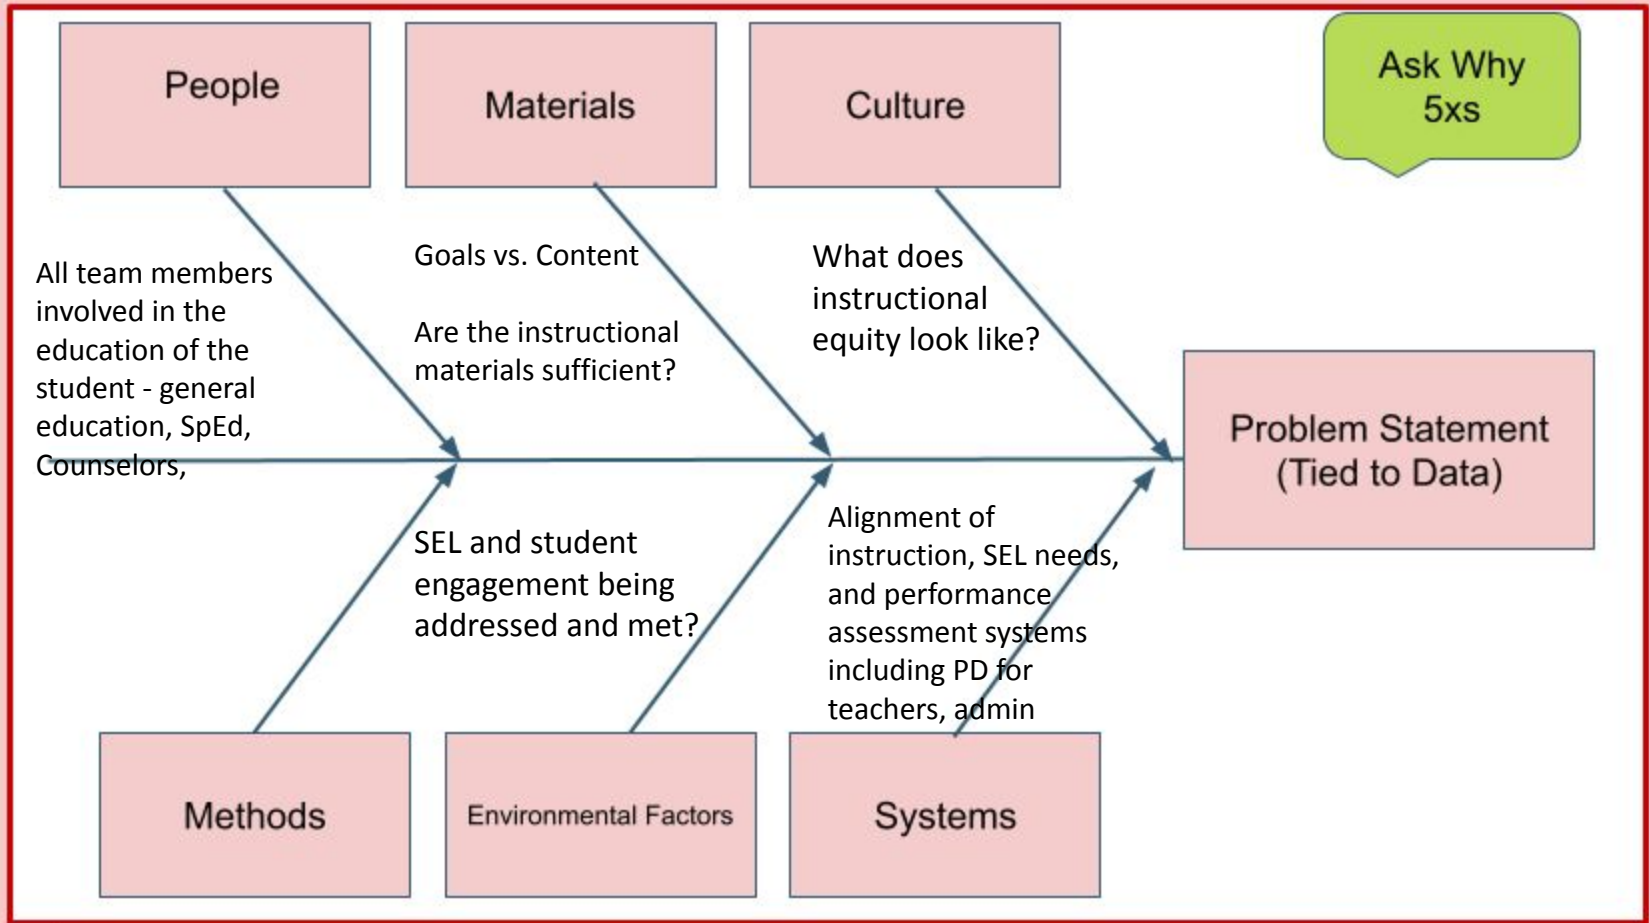 People
Materials
Culture
Ask Why
5xs
All team members
involved in the
education of the
student - general
education, SpEd,
Counselors,
Goals vs. Content
Are the instructional
materials sufficient?
What does
instructional
equity look like?
Problem Statement
(Tied to Data)
SEL and student
engagement being
addressed and met?
Alignment of
instruction, SEL needs,
and performance
assessment systems
including PD for
teachers, admin
Methods
Environmental Factors
Systems